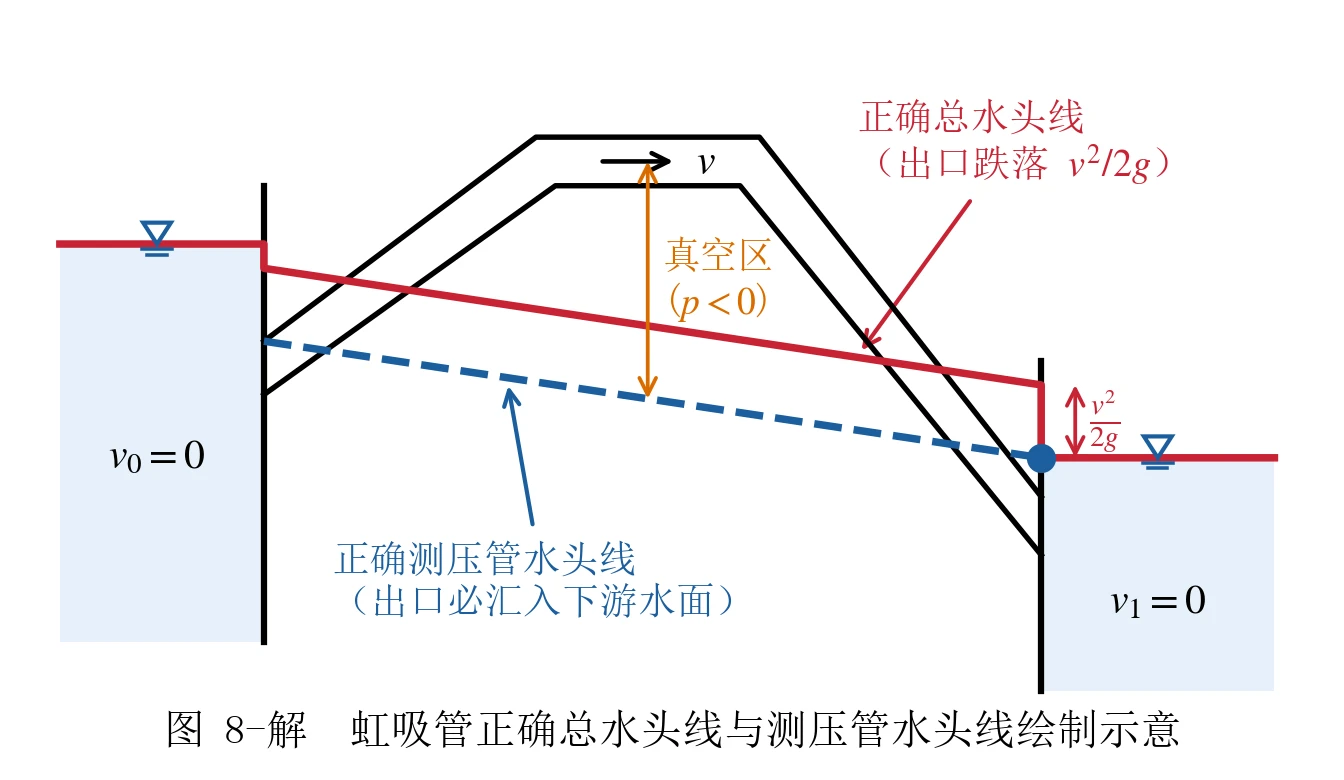 正确总水头线
（出口跌落 v²/2g）
v
真空区
(p<0)
v²/2g
v₀=0
正确测压管水头线
（出口必汇入下游水面）
v₁=0
图 8-解 虹吸管正确总水头线与测压管水头线绘制示意